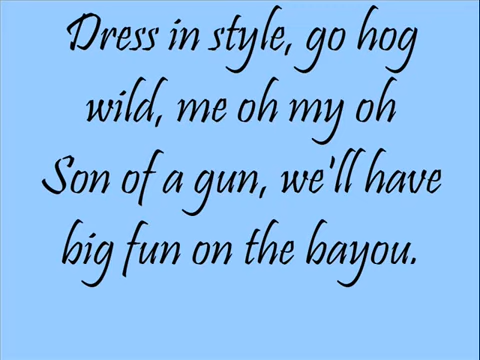 Dress in style, go hog
wild, me oh my oh
Son of a gun, we'll have
big fun on the bayou.